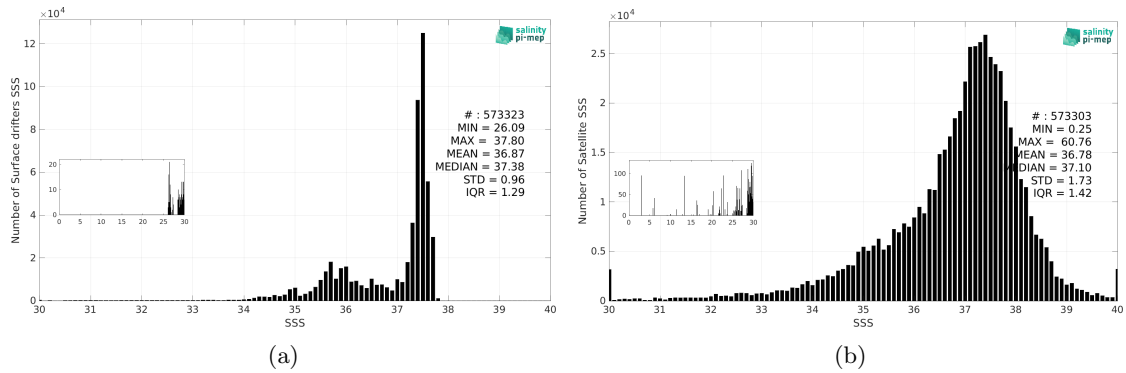 ×10⁴
12
10
8
6
4
2
0
30 31 32 33 34 35 36 37 38 39 40
SSS
Number of Surface drifters SSS
salinity
pi-mep
# : 573323
MIN = 26.09
MAX = 37.80
MEAN = 36.87
MEDIAN = 37.38
STD = 0.96
IQR = 1.29
20
10
0
0 5 10 15 20 25 30
(a)
×10⁴
2.5
2
1.5
1
0.5
0
30 31 32 33 34 35 36 37 38 39 40
SSS
Number of Satellite SSS
salinity
pi-mep
# : 573303
MIN = 0.25
MAX = 60.76
MEAN = 36.78
MEDIAN = 37.10
STD = 1.73
IQR = 1.42
100
50
0
0 5 10 15 20 25 30
(b)